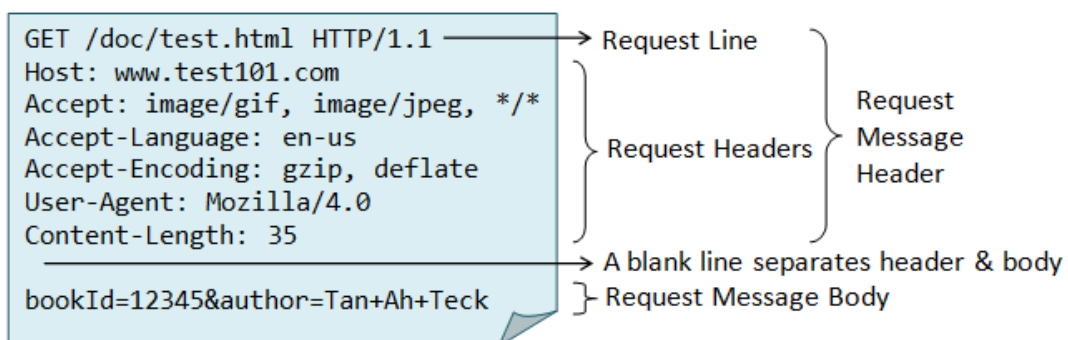 GET /doc/test.html HTTP/1.1
Request Line
Host: www.test101.com
Accept: image/gif, image/jpeg, */*
Accept-Language: en-us
Accept-Encoding: gzip, deflate
User-Agent: Mozilla/4.0
Content-Length: 35
Request Headers
Request
Message
Header
A blank line separates header & body
bookId=12345&author=Tan+Ah+Teck
Request Message Body